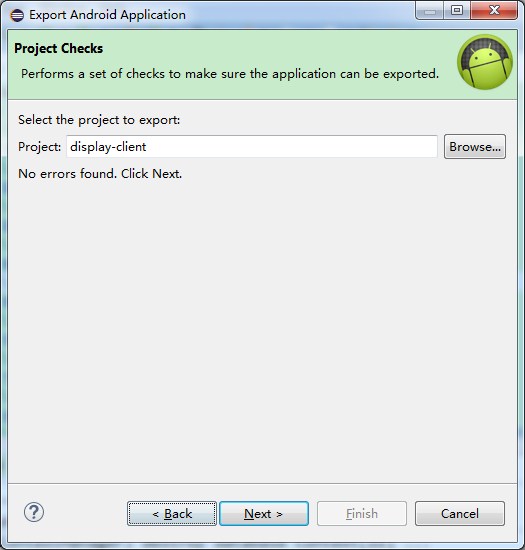 Export Android Application
Project Checks
Performs a set of checks to make sure the application can be exported.
Select the project to export:
Project: display-client Browse...
No errors found. Click Next.
? < Back Next > Finish Cancel